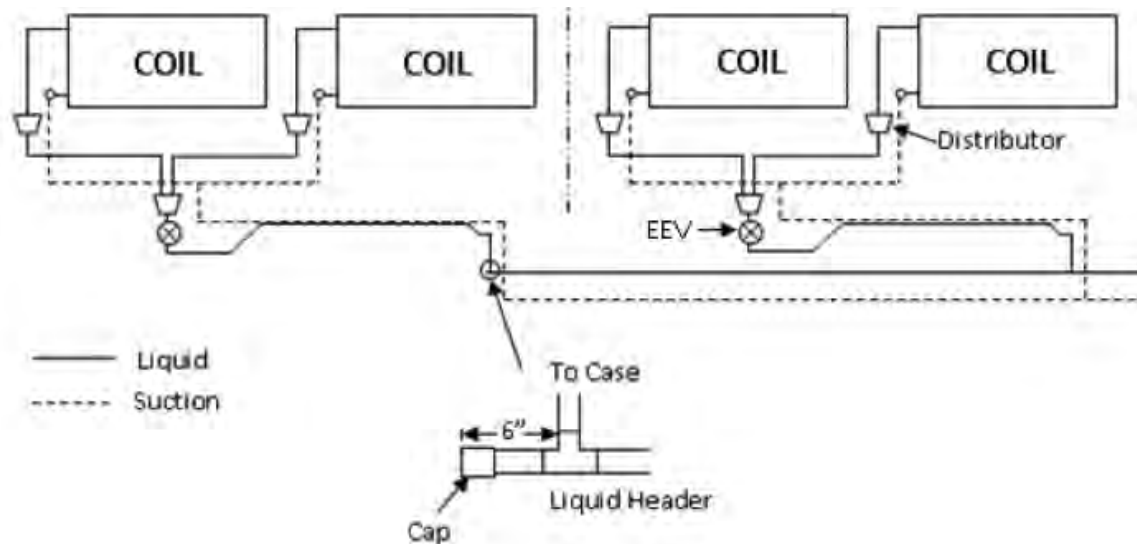 COIL COIL COIL COIL
Distributor
EEV
Liquid
To Case
Suction
6”
Liquid Header
Cap